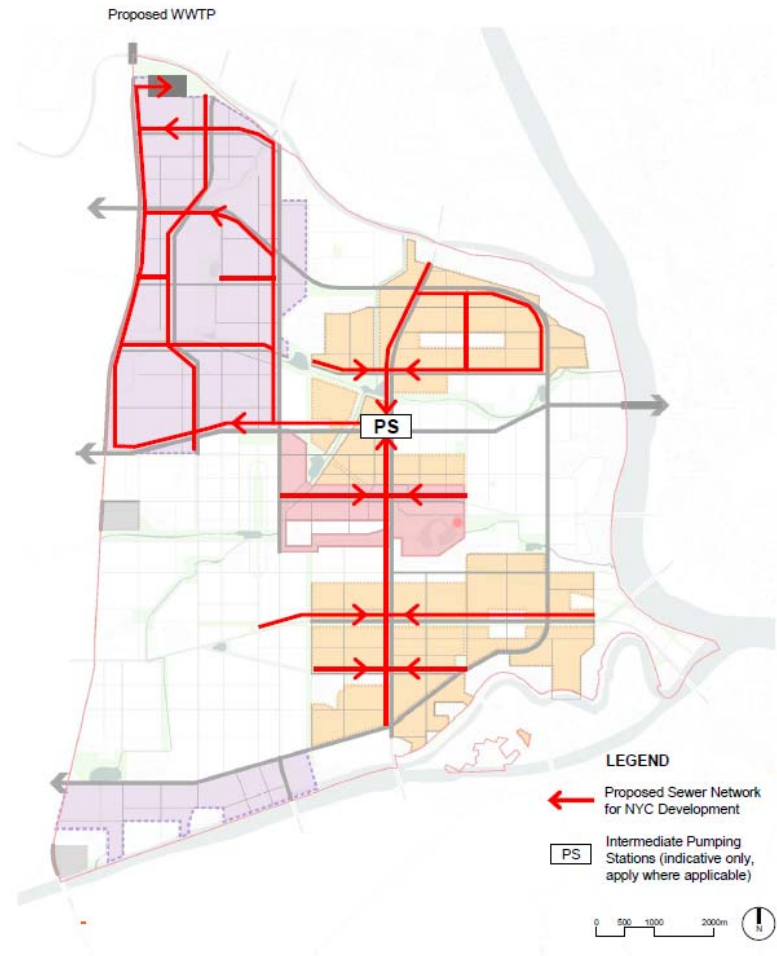 Proposed WWTP
PS
LEGEND
Proposed Sewer Network
for NYC Development
PS
Intermediate Pumping
Stations (indicative only,
apply where applicable)
0 500 1000 2000m
N